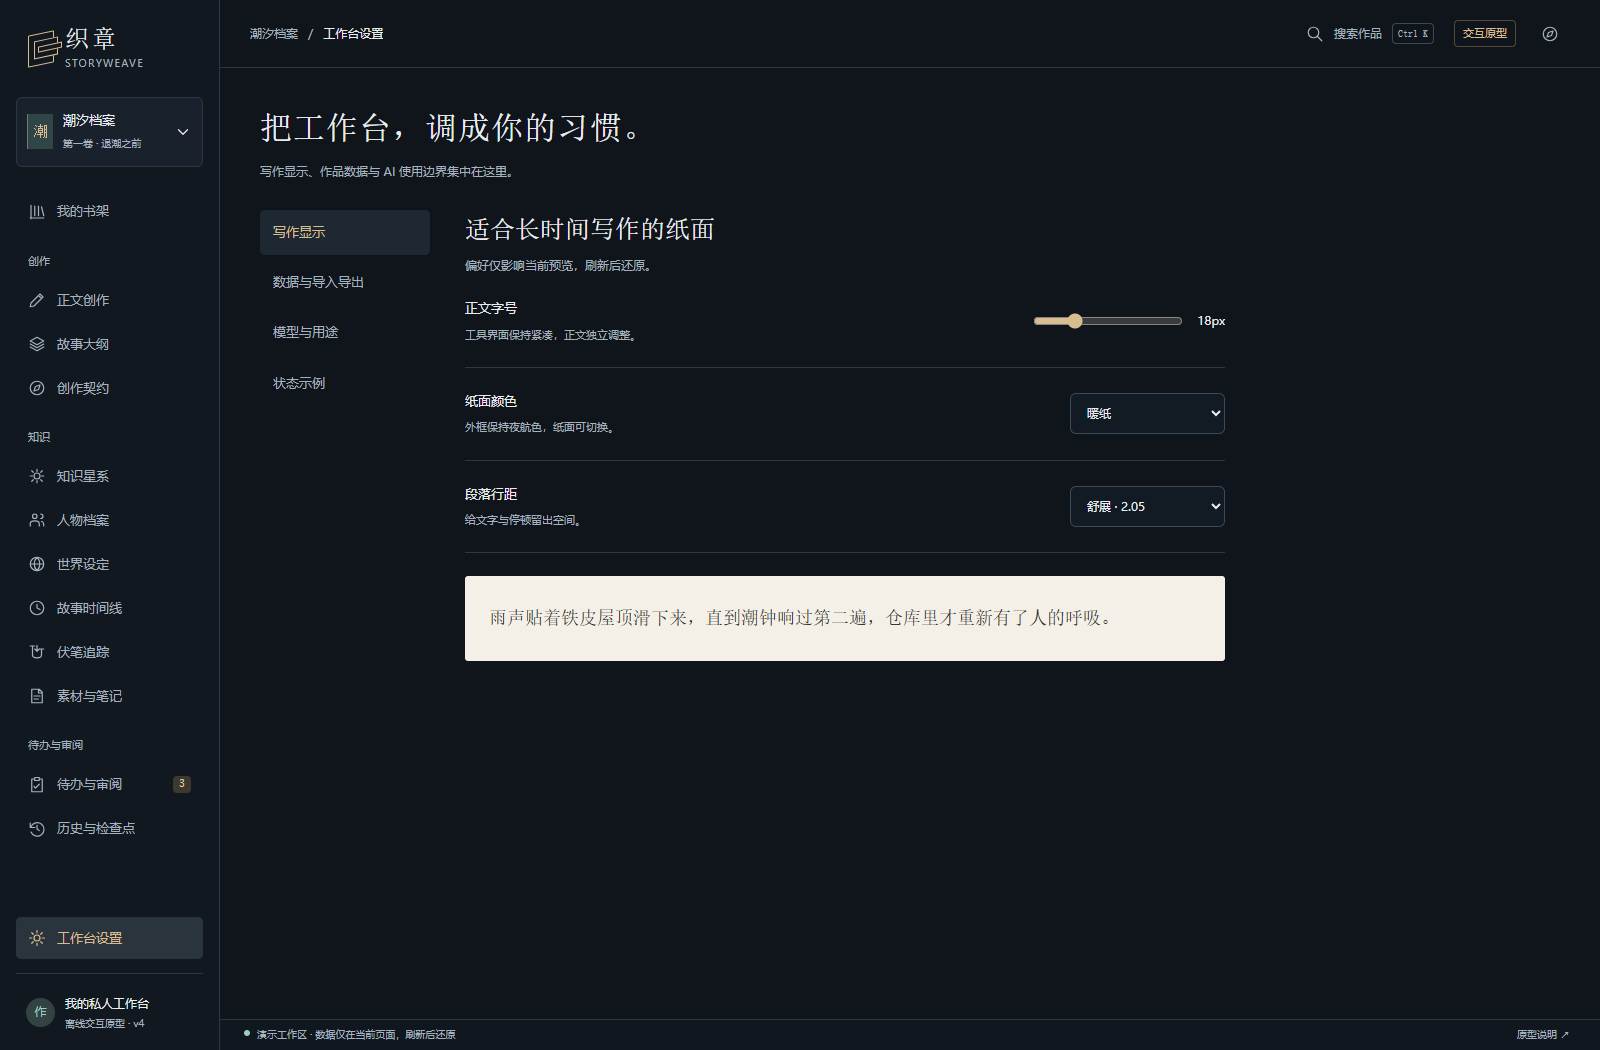 织章
STORYWEAVE
潮
潮汐档案
第一卷 · 退潮之前
我的书架
创作
正文创作
故事大纲
创作契约
知识
知识星系
人物档案
世界设定
故事时间线
伏笔追踪
素材与笔记
待办与审阅
待办与审阅
3
历史与检查点
工作台设置
作
我的私人工作台
离线交互原型 · v4
潮汐档案 / 工作台设置
搜索作品 Ctrl K
交互原型
把工作台，调成你的习惯。
写作显示、作品数据与 AI 使用边界集中在这里。
写作显示
数据与导入导出
模型与用途
状态示例
适合长时间写作的纸面
偏好仅影响当前预览，刷新后还原。
正文字号
工具界面保持紧凑，正文独立调整。
18px
纸面颜色
外框保持夜航色，纸面可切换。
暖纸
段落行距
给文字与停顿留出空间。
舒展 · 2.05
雨声贴着铁皮屋顶滑下来，直到潮钟响过第二遍，仓库里才重新有了人的呼吸。
演示工作区 · 数据仅在当前页面，刷新后还原
原型说明 ↗